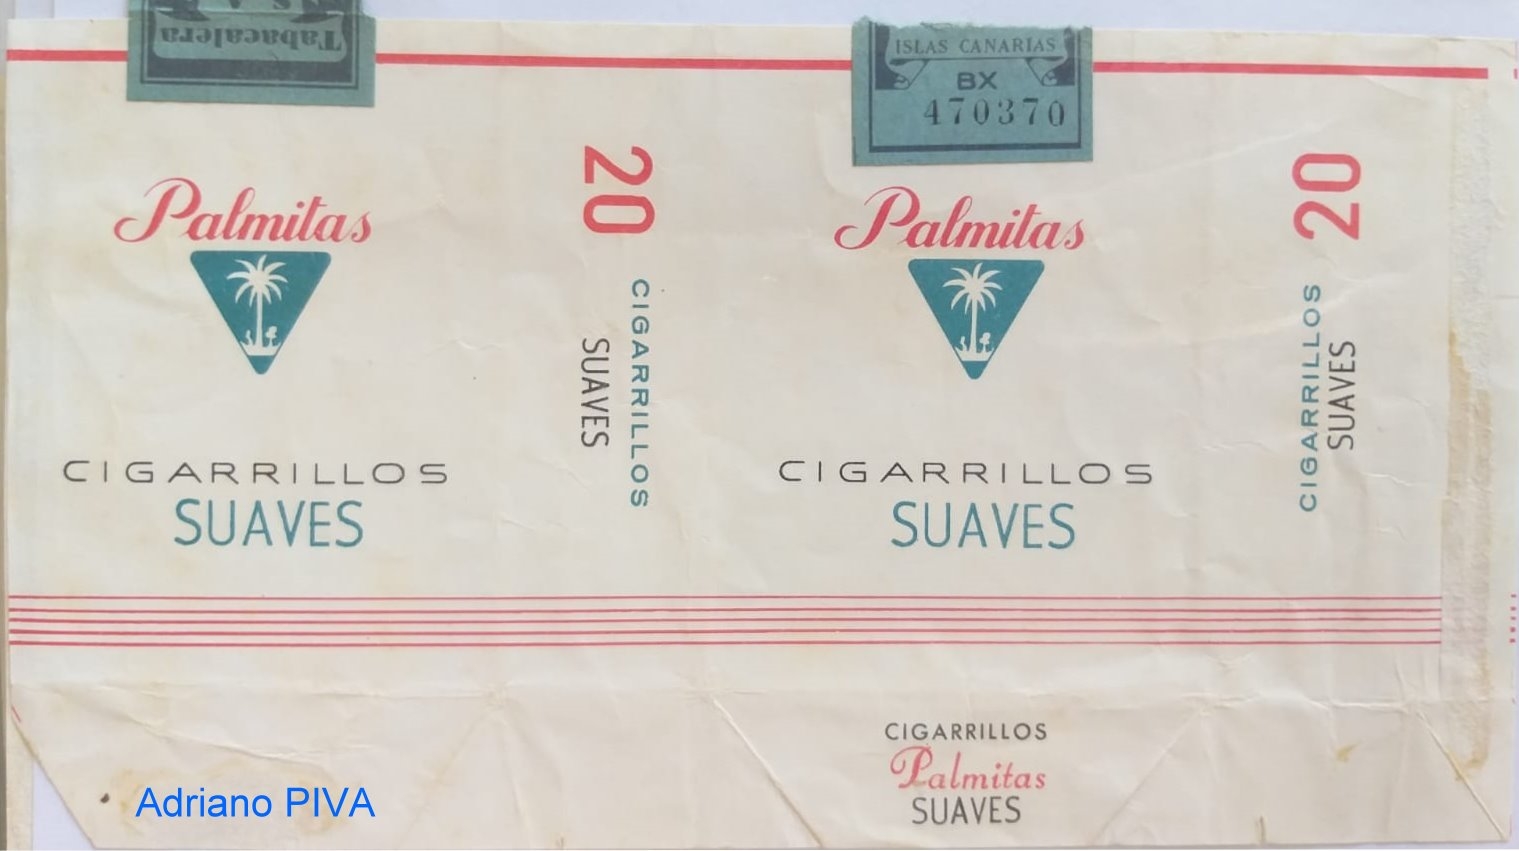 S.A.
Tabacalera
ISLAS CANARIAS
BX
470370
Palmitas
CIGARRILLOS
SUAVES
20
CIGARRILLOS
SUAVES
Palmitas
CIGARRILLOS
SUAVES
20
CIGARRILLOS
SUAVES
CIGARRILLOS
Palmitas
SUAVES
Adriano PIVA